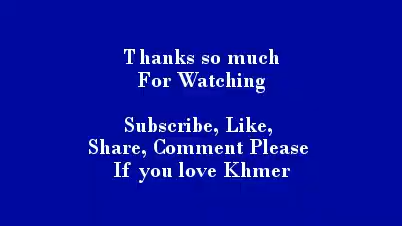 Thanks so much
For Watching
Subscribe, Like,
Share, Comment Please
If you love Khmer